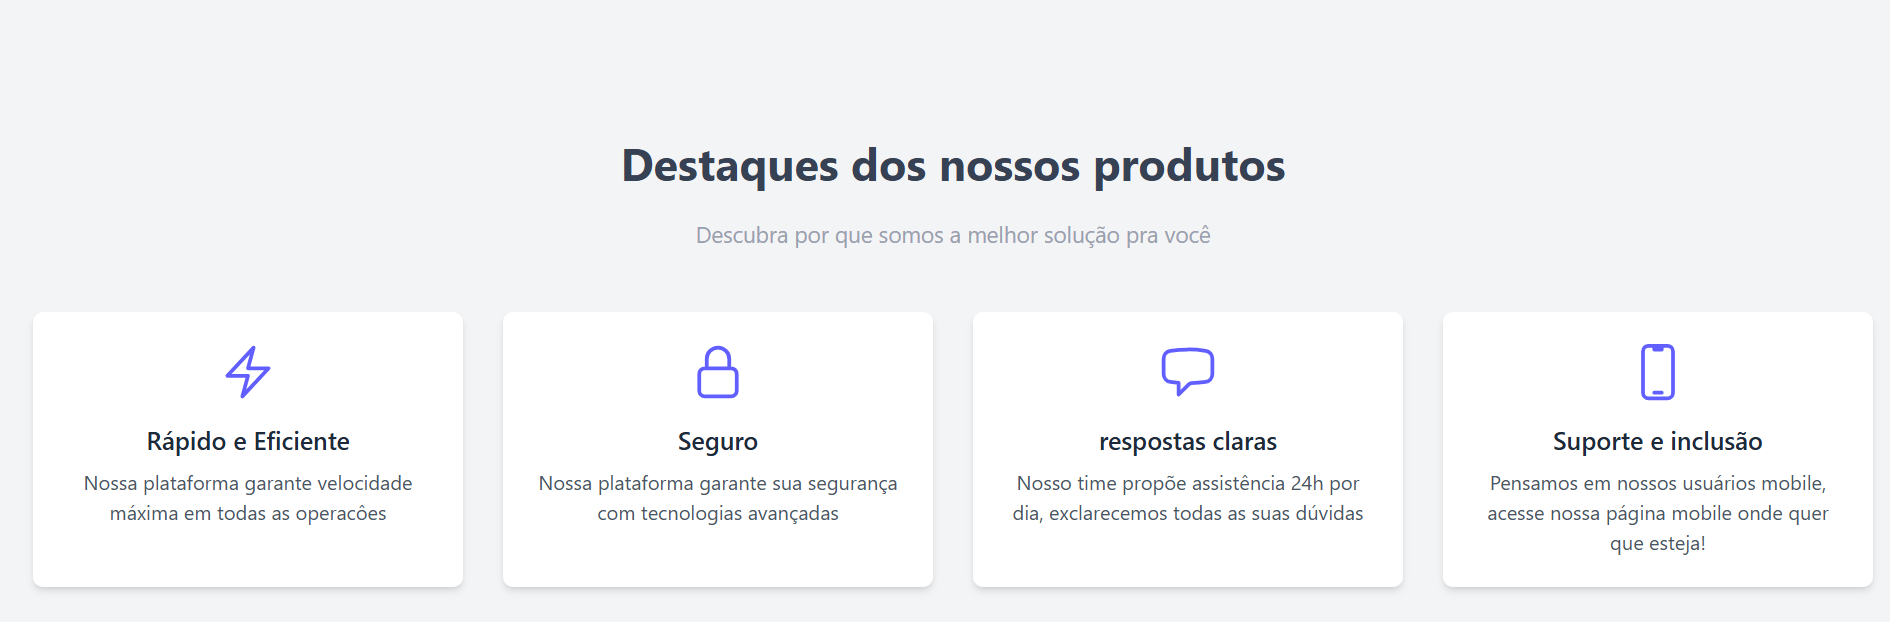 Destaques dos nossos produtos
Descubra por que somos a melhor solução pra você
Rápido e Eficiente
Nossa plataforma garante velocidade
máxima em todas as operacôes
Seguro
Nossa plataforma garante sua segurança
com tecnologias avançadas
respostas claras
Nosso time propõe assistência 24h por
dia, exclarecemos todas as suas dúvidas
Suporte e inclusão
Pensamos em nossos usuários mobile,
acesse nossa página mobile onde quer
que esteja!